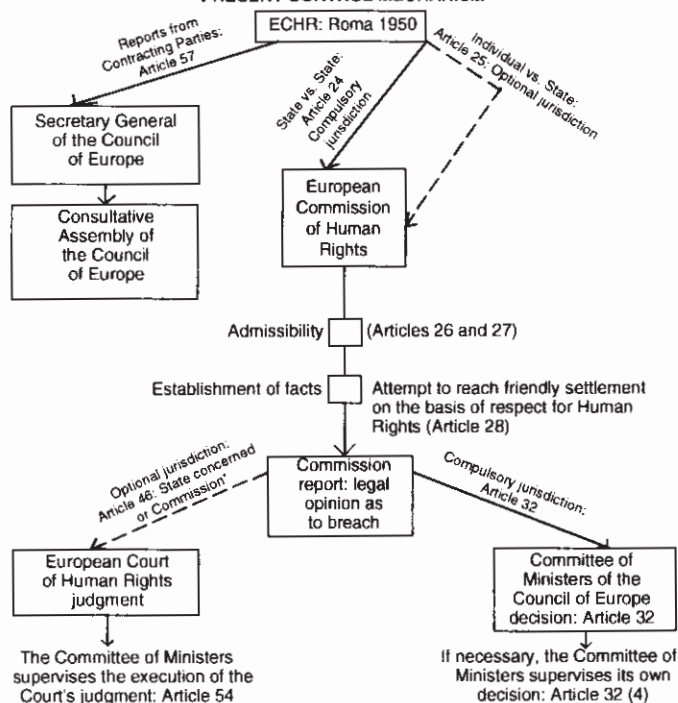 PRESENT CONTROL MECHANISM
ECHR: Roma 1950
Reports from
Contracting Parties:
Article 57
State vs. State:
Article 24
Compulsory
jurisdiction
Individual vs. State:
Article 25: Optional jurisdiction
Secretary General
of the Council
of Europe
Consultative
Assembly of
the Council
of Europe
European
Commission
of Human
Rights
Admissibility (Articles 26 and 27)
Establishment of facts Attempt to reach friendly settlement
on the basis of respect for Human
Rights (Article 28)
Optional jurisdiction:
Article 46: State concerned
or Commission*
Commission
report: legal
opinion as
to breach
Compulsory jurisdiction:
Article 32
European Court
of Human Rights
judgment
Committee of
Ministers of the
Council of Europe
decision: Article 32
The Committee of Ministers
supervises the execution of the
Court's judgment: Article 54
If necessary, the Committee of
Ministers supervises its own
decision: Article 32 (4)